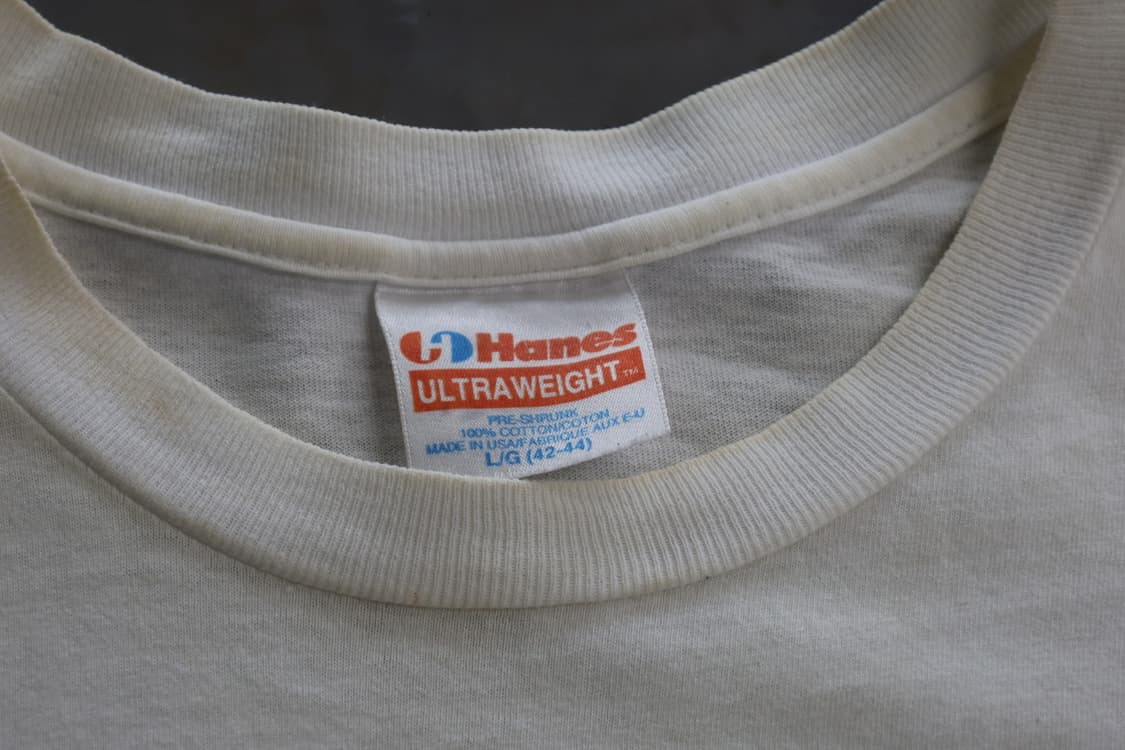 Hanes
ULTRAWEIGHT™
PRE-SHRUNK
100% COTTON/COTON
MADE IN USA/FABRIQUE AUX E-U
L/G (42-44)